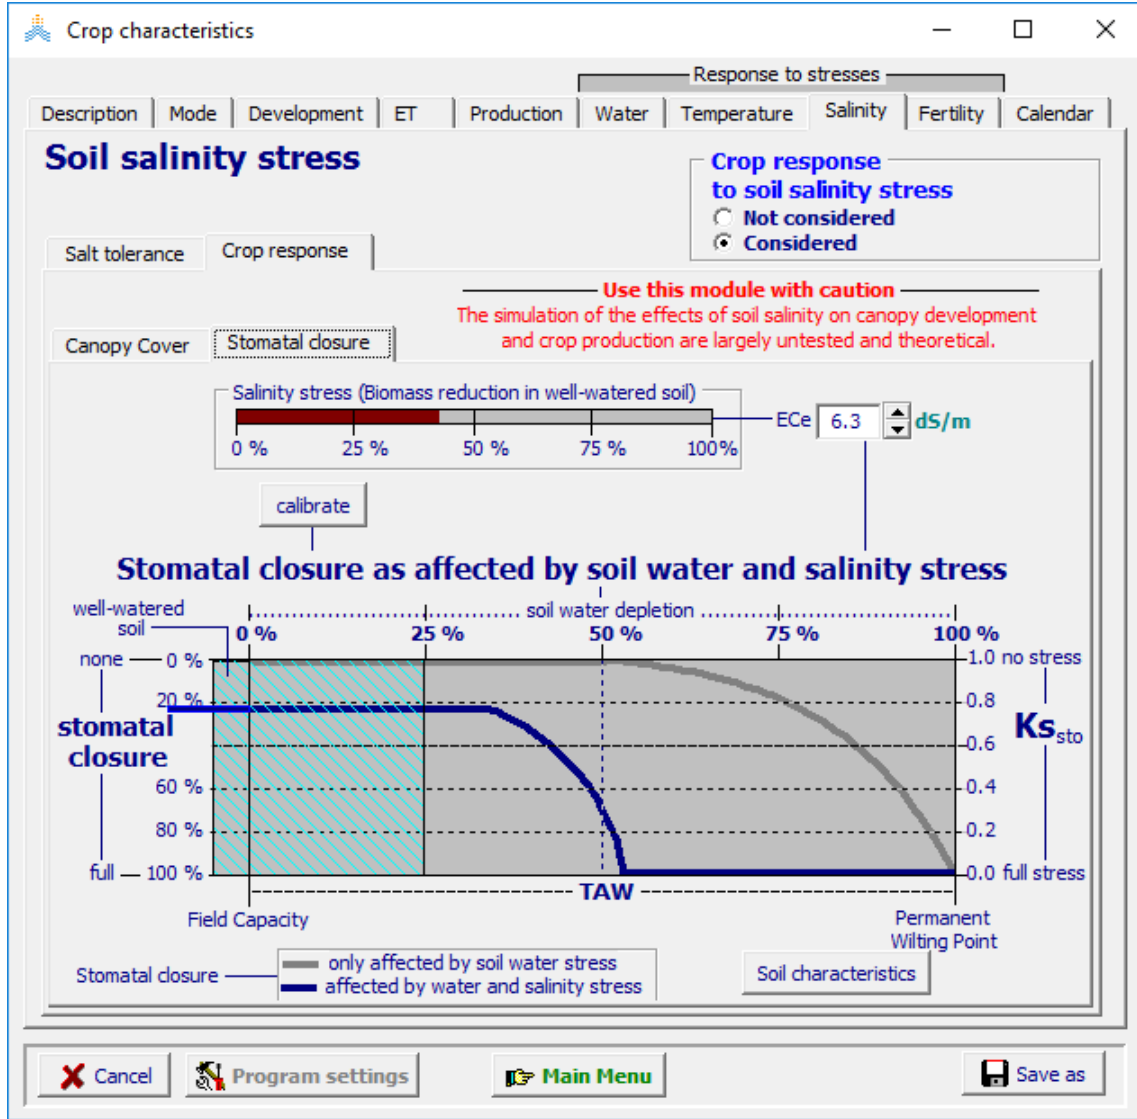 Crop characteristics
Response to stresses
Description Mode Development ET Production Water Temperature Salinity Fertility Calendar
Soil salinity stress
Crop response
to soil salinity stress
Not considered
Considered
Salt tolerance Crop response
Use this module with caution
The simulation of the effects of soil salinity on canopy development
and crop production are largely untested and theoretical.
Canopy Cover Stomatal closure
Salinity stress (Biomass reduction in well-watered soil)
0 % 25 % 50 % 75 % 100%
ECe 6.3 dS/m
calibrate
Stomatal closure as affected by soil water and salinity stress
well-watered
soil
soil water depletion
0 % 25 % 50 % 75 % 100 %
none 0 % 1.0 no stress
20 % 0.8
stomatal
closure
0.6
Ks sto
60 % 0.4
80 % 0.2
full 100 % 0.0 full stress
TAW
Field Capacity
Permanent
Wilting Point
Stomatal closure
only affected by soil water stress
affected by water and salinity stress
Soil characteristics
Cancel Program settings Main Menu Save as